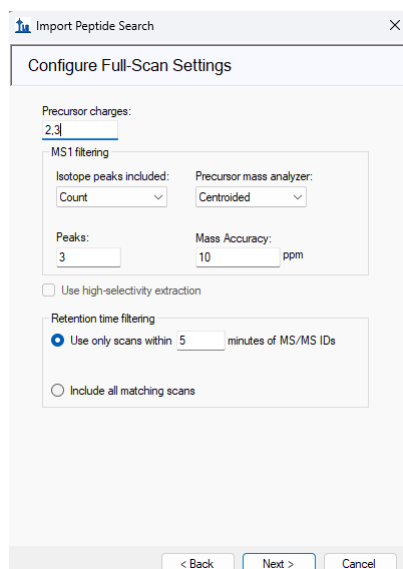 Import Peptide Search
Configure Full-Scan Settings
Precursor charges:
2,3
MS1 filtering
Isotope peaks included: Precursor mass analyzer:
Count Centroided
Peaks: Mass Accuracy:
3 10 ppm
Use high-selectivity extraction
Retention time filtering
Use only scans within 5 minutes of MS/MS IDs
Include all matching scans
< Back Next > Cancel